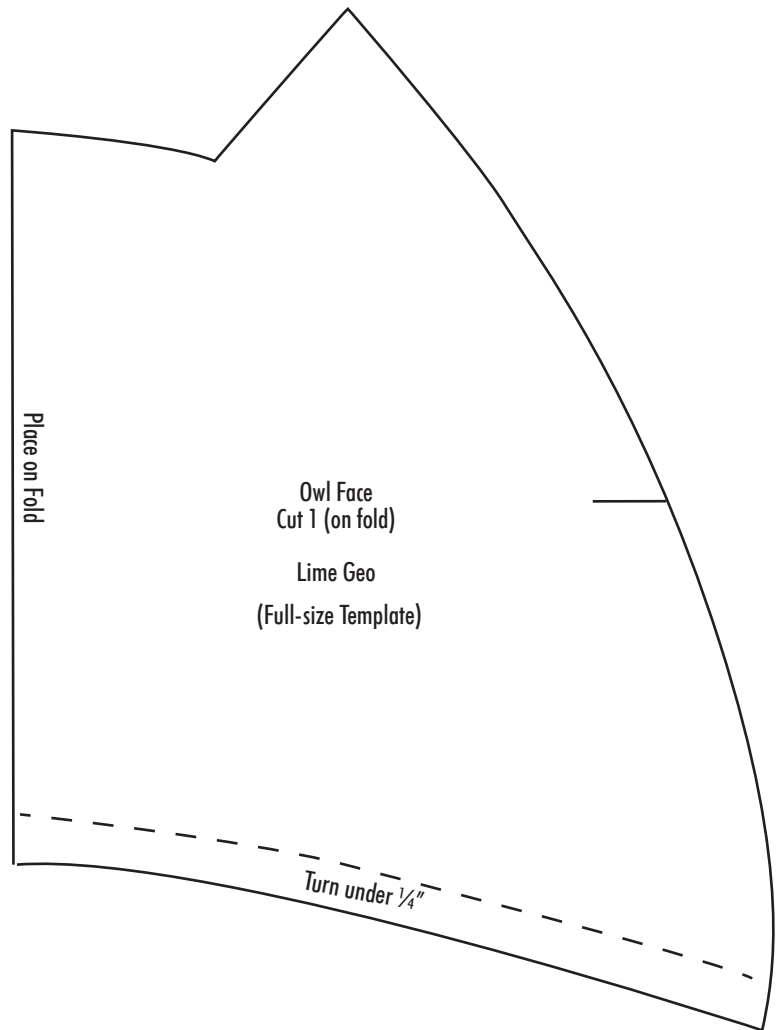 Place on Fold
Owl Face
Cut 1 (on fold)
Lime Geo
(Full-size Template)
Turn under ¼"